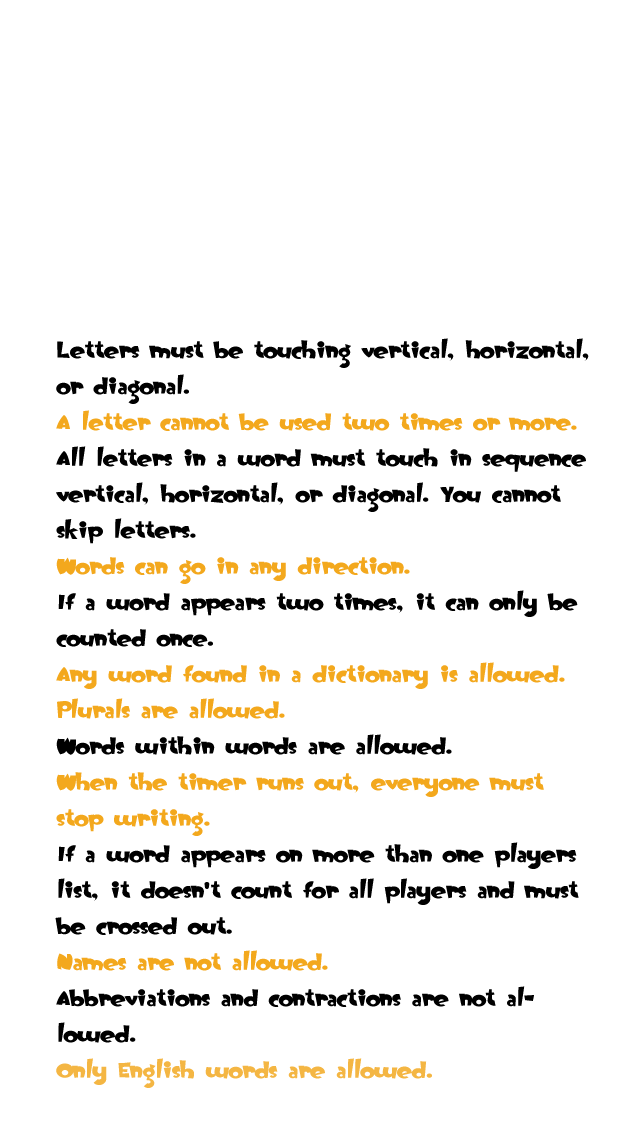 Letters must be touching vertical, horizontal,
or diagonal.
A letter cannot be used two times or more.
All letters in a word must touch in sequence
vertical, horizontal, or diagonal. You cannot
skip letters.
Words can go in any direction.
If a word appears two times, it can only be
counted once.
Any word found in a dictionary is allowed.
Plurals are allowed.
Words within words are allowed.
When the timer runs out, everyone must
stop writing.
If a word appears on more than one players
list, it doesn't count for all players and must
be crossed out.
Names are not allowed.
Abbreviations and contractions are not al-
lowed.
Only English words are allowed.